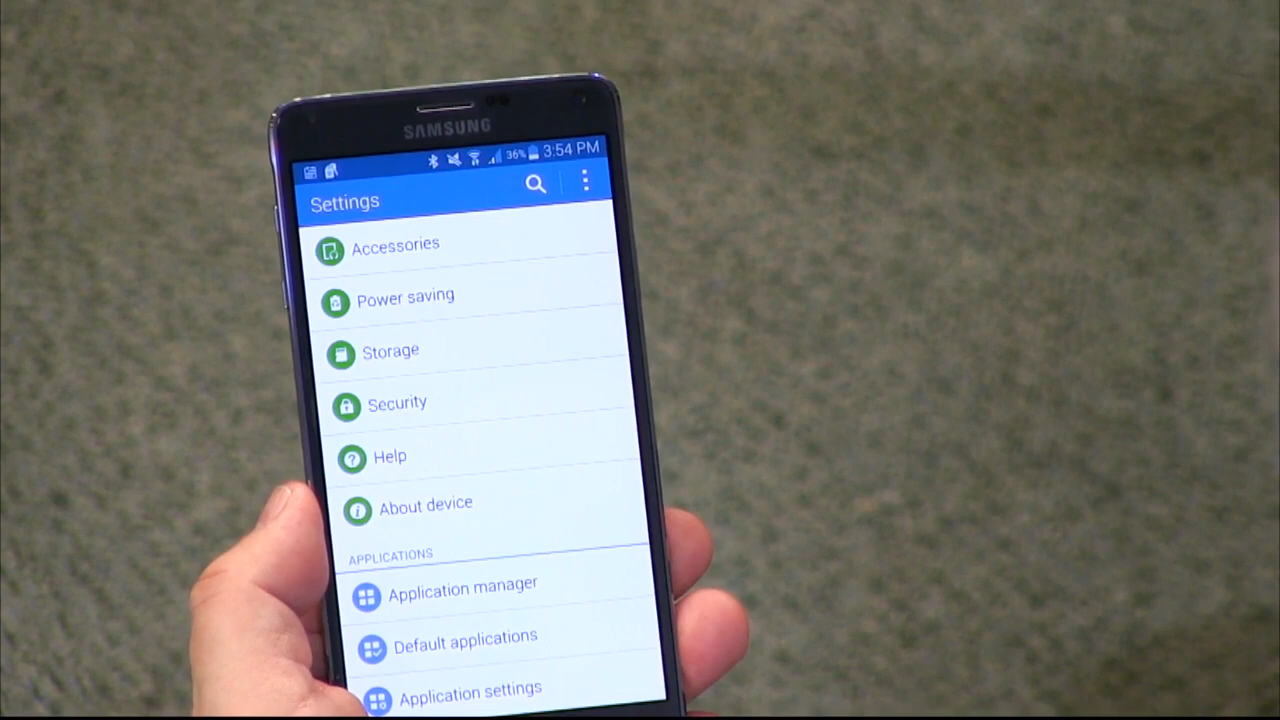 SAMSUNG
36% 3:54 PM
Settings
Accessories
Power saving
Storage
Security
Help
About device
APPLICATIONS
Application manager
Default applications
Application settings